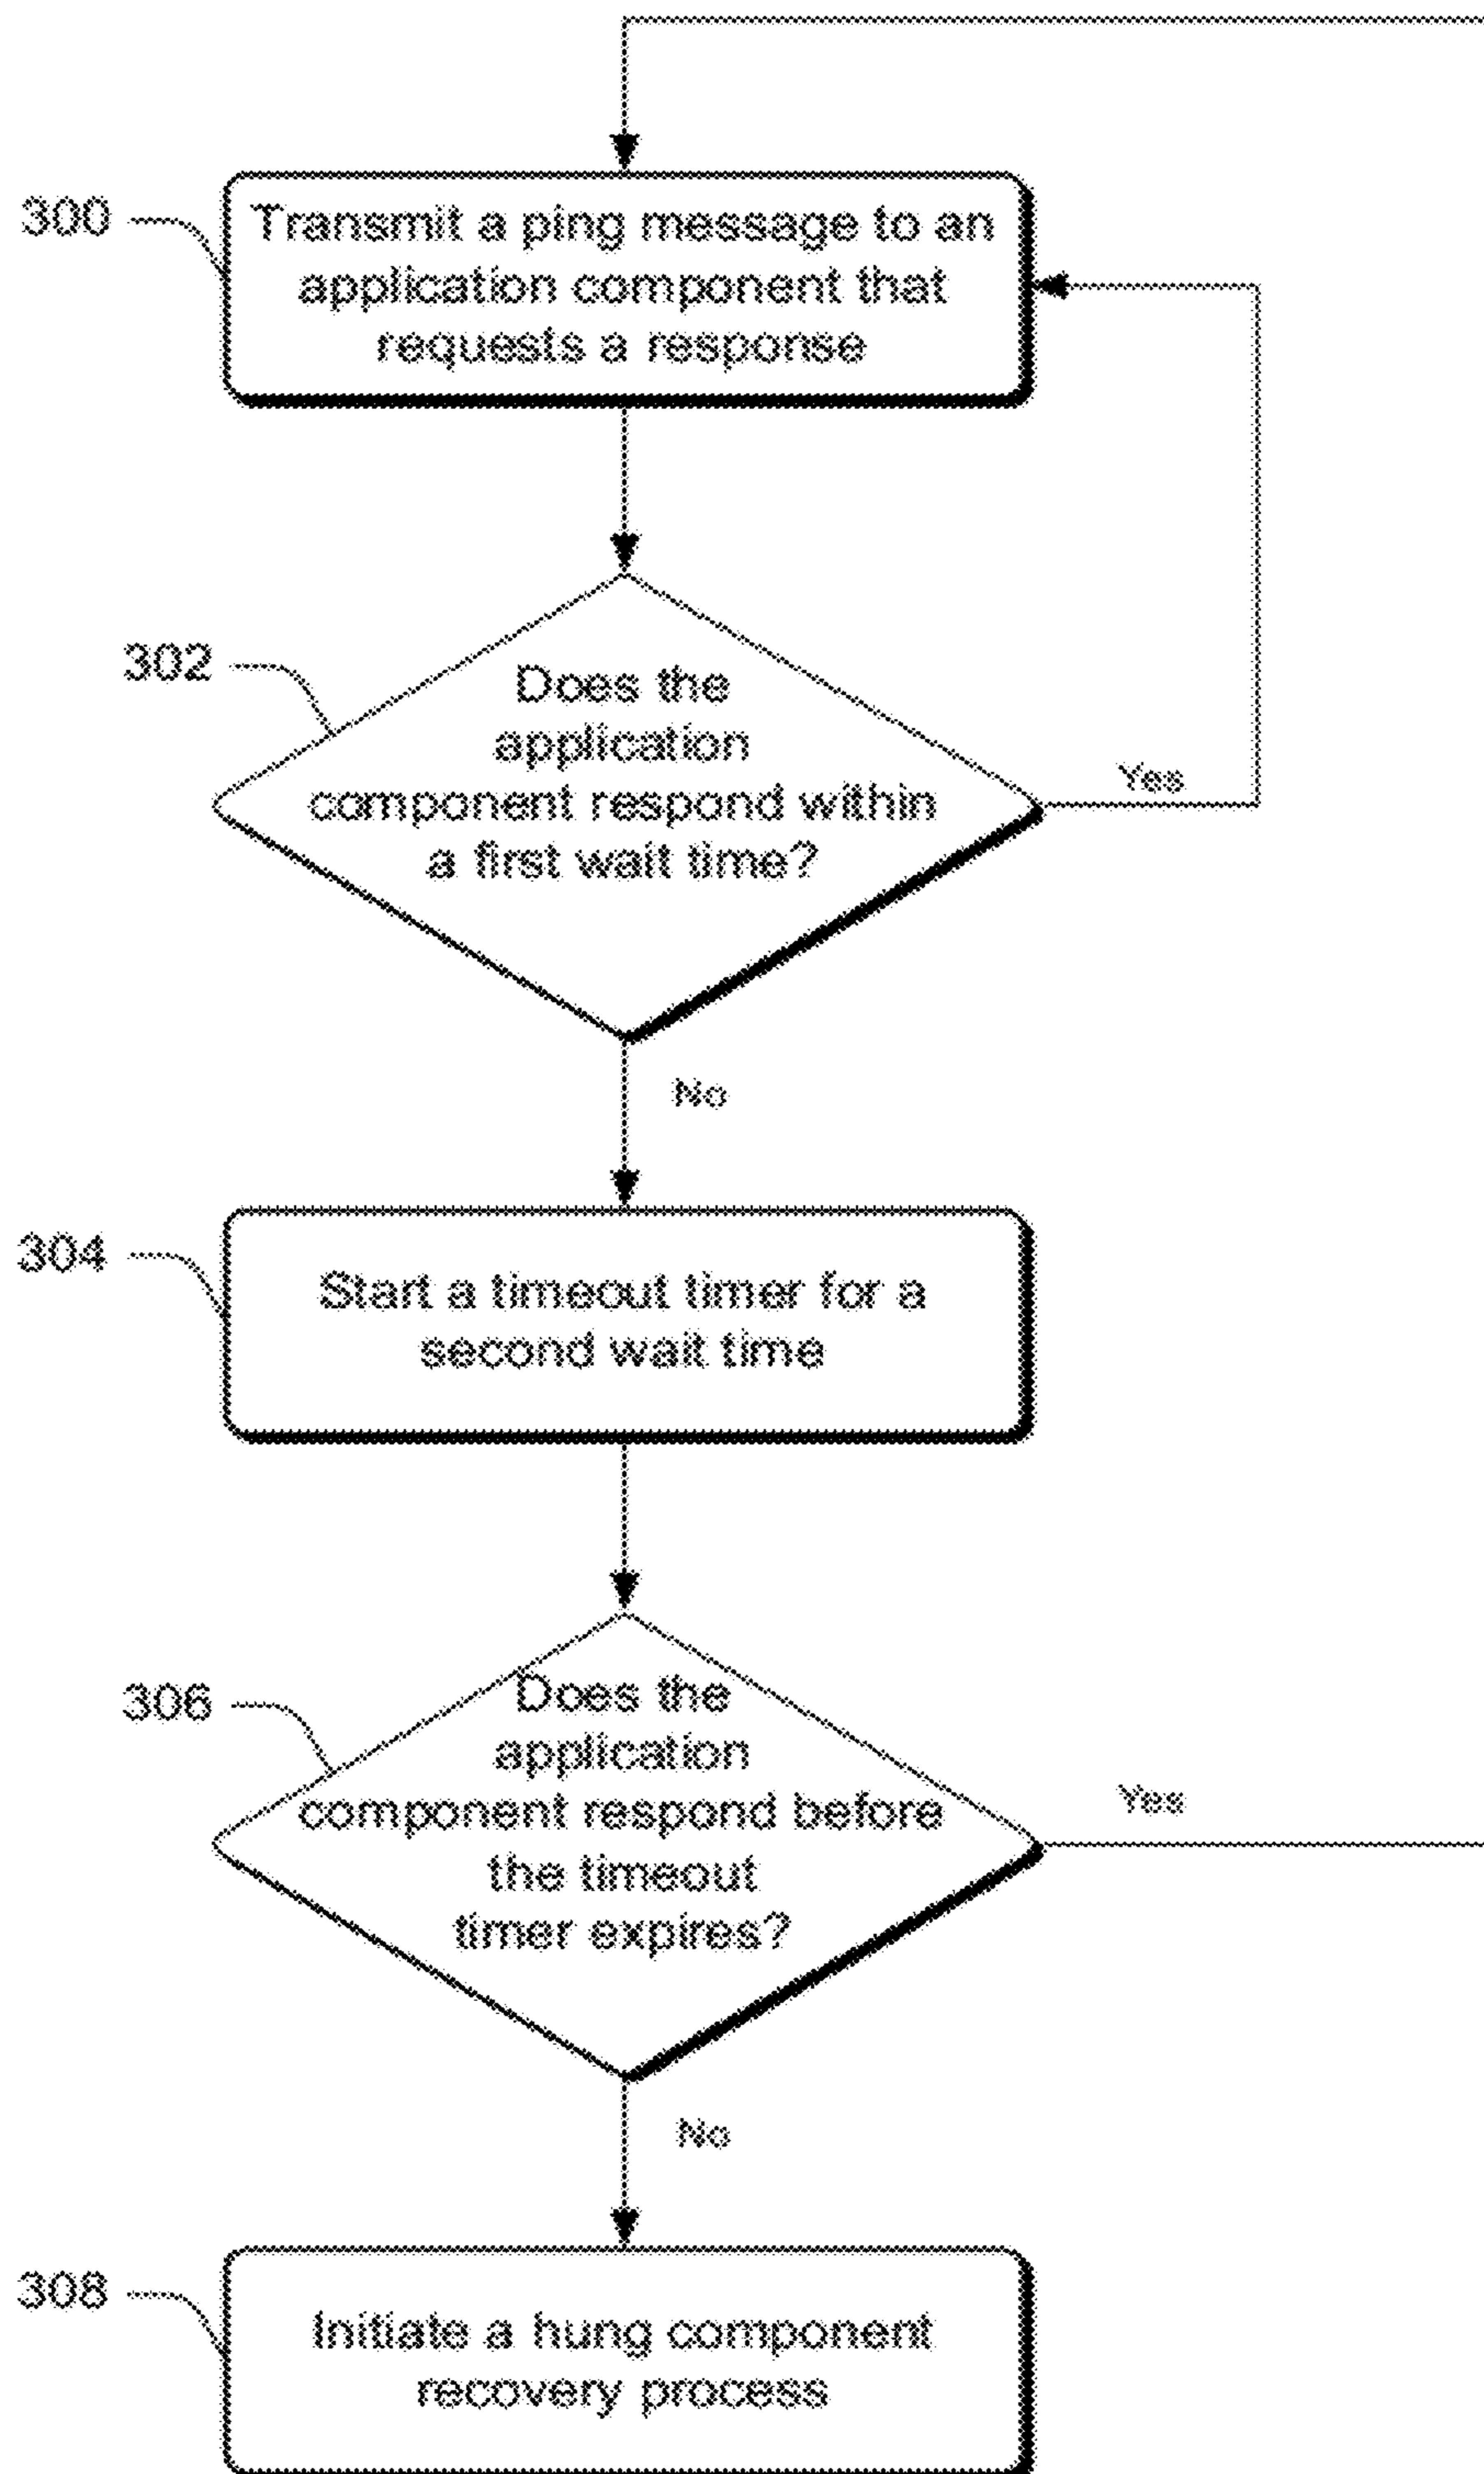 300
Transmit a ping message to an
application component that
requests a response
302
Does the
application
component respond within
a first wait time?
Yes
No
304
Start a timeout timer for a
second wait time
306
Does the
application
component respond before
the timeout
timer expires?
Yes
No
308
Initiate a hung component
recovery process